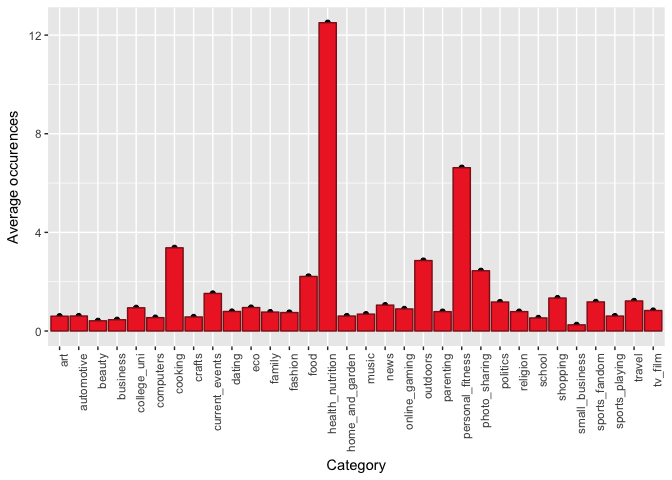 12
8
4
0
Average occurences
art
automotive
beauty
business
college_uni
computers
cooking
crafts
current_events
dating
eco
family
fashion
food
health_nutrition
home_and_garden
music
news
online_gaming
outdoors
parenting
personal_fitness
photo_sharing
politics
religion
school
shopping
small_business
sports_fandom
sports_playing
travel
tv_film
Category